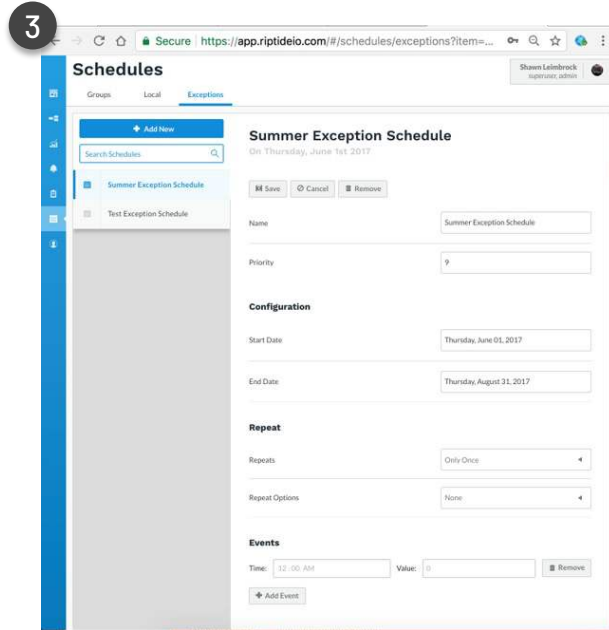 3
Secure https://app.riptideio.com/#/schedules/exceptions?item=...
Schedules
Shawn Leimbrock
superuser, admin
Groups Local Exceptions
Add New
Search Schedules
Summer Exception Schedule
Test Exception Schedule
Summer Exception Schedule
On Thursday, June 1st 2017
Save Cancel Remove
Name Summer Exception Schedule
Priority 9
Configuration
Start Date Thursday, June 01, 2017
End Date Thursday, August 31, 2017
Repeat
Repeats Only Once
Repeat Options None
Events
Time: 12:00 AM Value: 0 Remove
Add Event